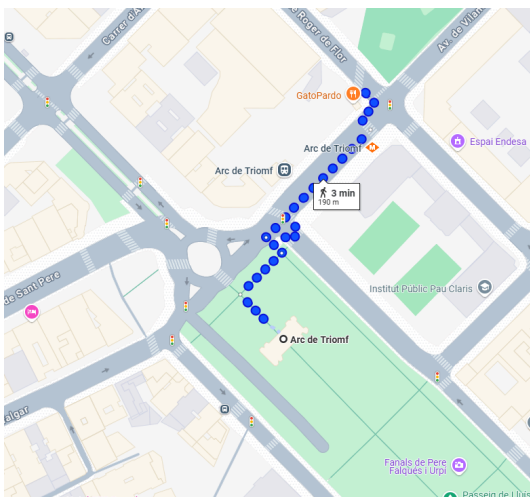 Carrer d'A
e Roger de Flor
Av. de Vilan
GatoPardo
Arc de Triomf
Espai Endesa
Arc de Triomf
3 min
190 m
de Sant Pere
Institut Públic Pau Claris
Arc de Triomf
algar
Fanals de Pere
Falqués i Urpí
Passeig de Lluís